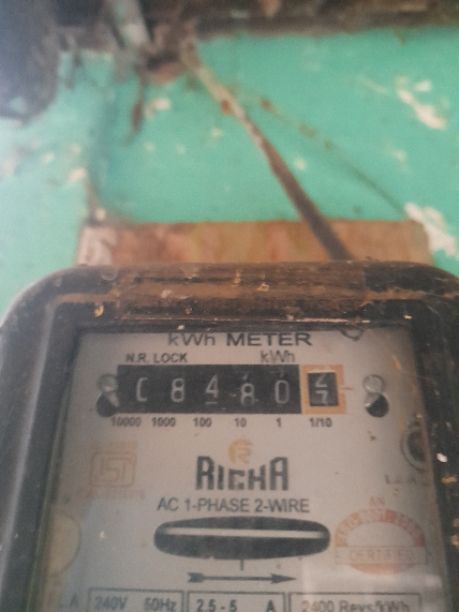 kWh METER
N.R. LOCK kWh
08480
10000 1000 100 10 1 1/10
RICHA
AC 1-PHASE 2-WIRE
CERTIFIED
240V 50Hz 2.5-5 A 2400 Revs/kWh